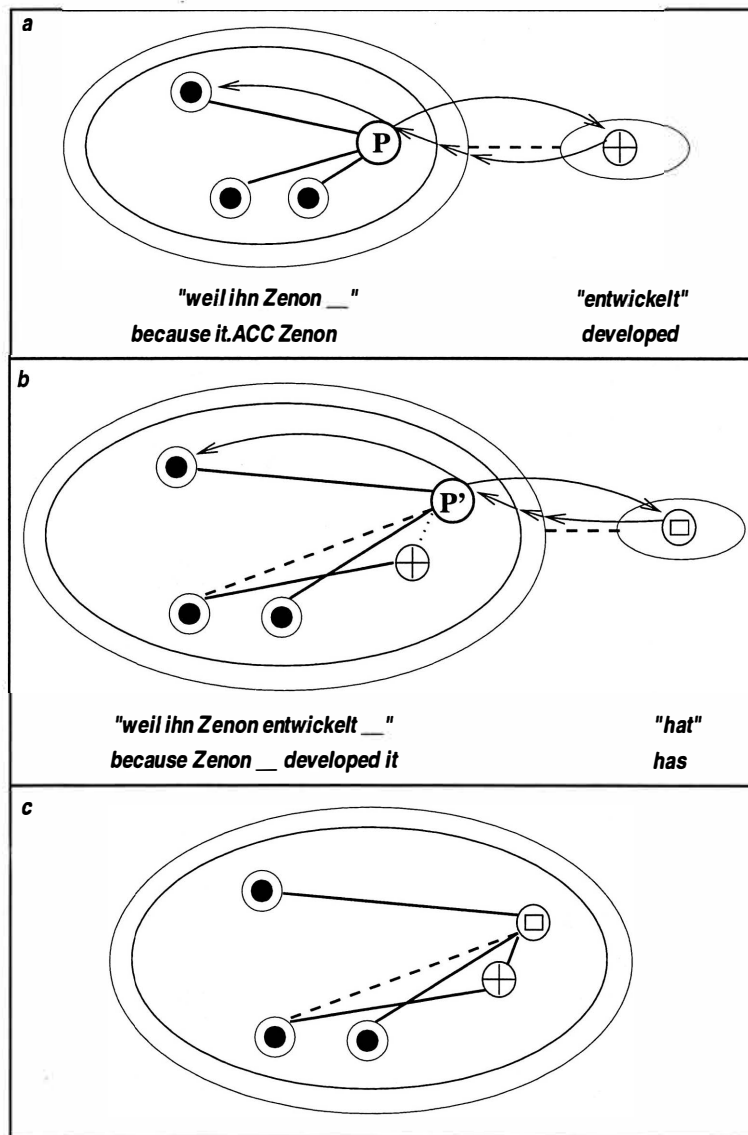 a
P
"weil ihn Zenon __" "entwickelt"
because it.ACC Zenon developed
b
P'
"weil ihn Zenon entwickelt __" "hat"
because Zenon __ developed it has
c